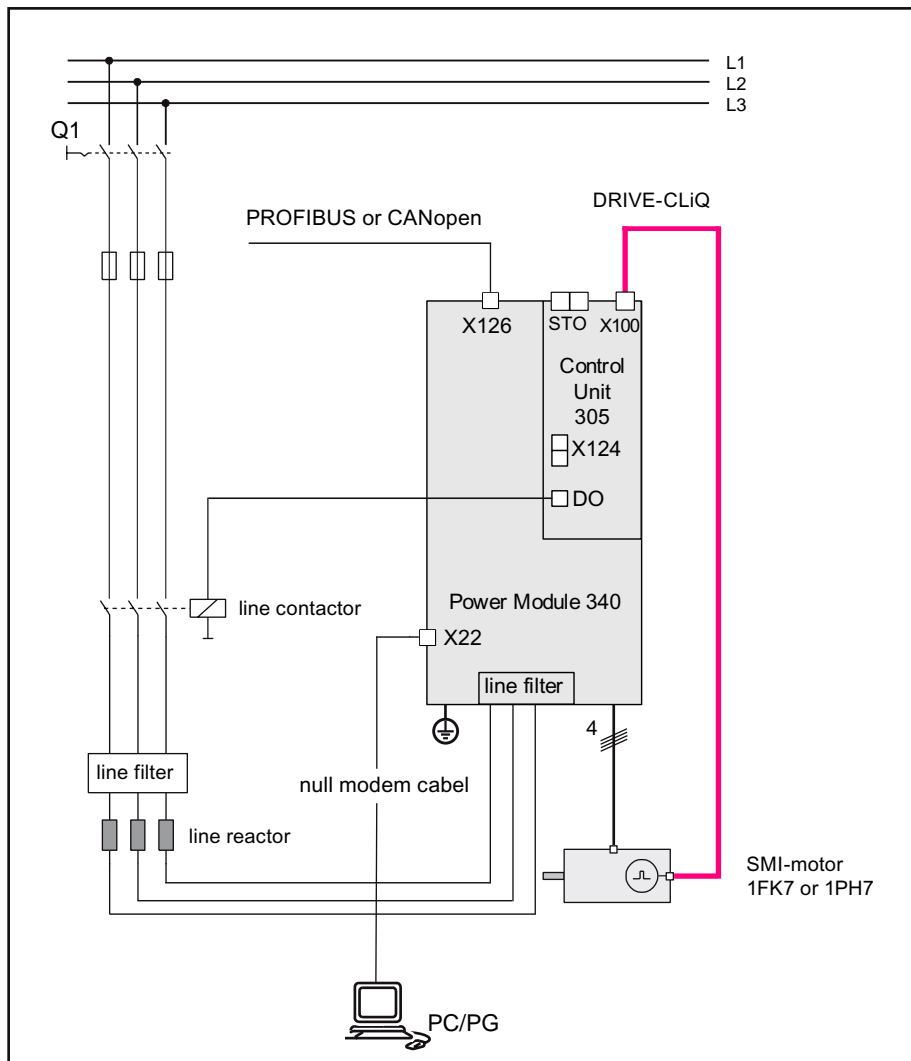 L1
L2
L3
Q1
DRIVE-CLiQ
PROFIBUS or CANopen
X126
STO
X100
Control
Unit
305
X124
DO
line contactor
Power Module 340
X22
line filter
4
line filter
null modem cabel
line reactor
SMI-motor
1FK7 or 1PH7
PC/PG